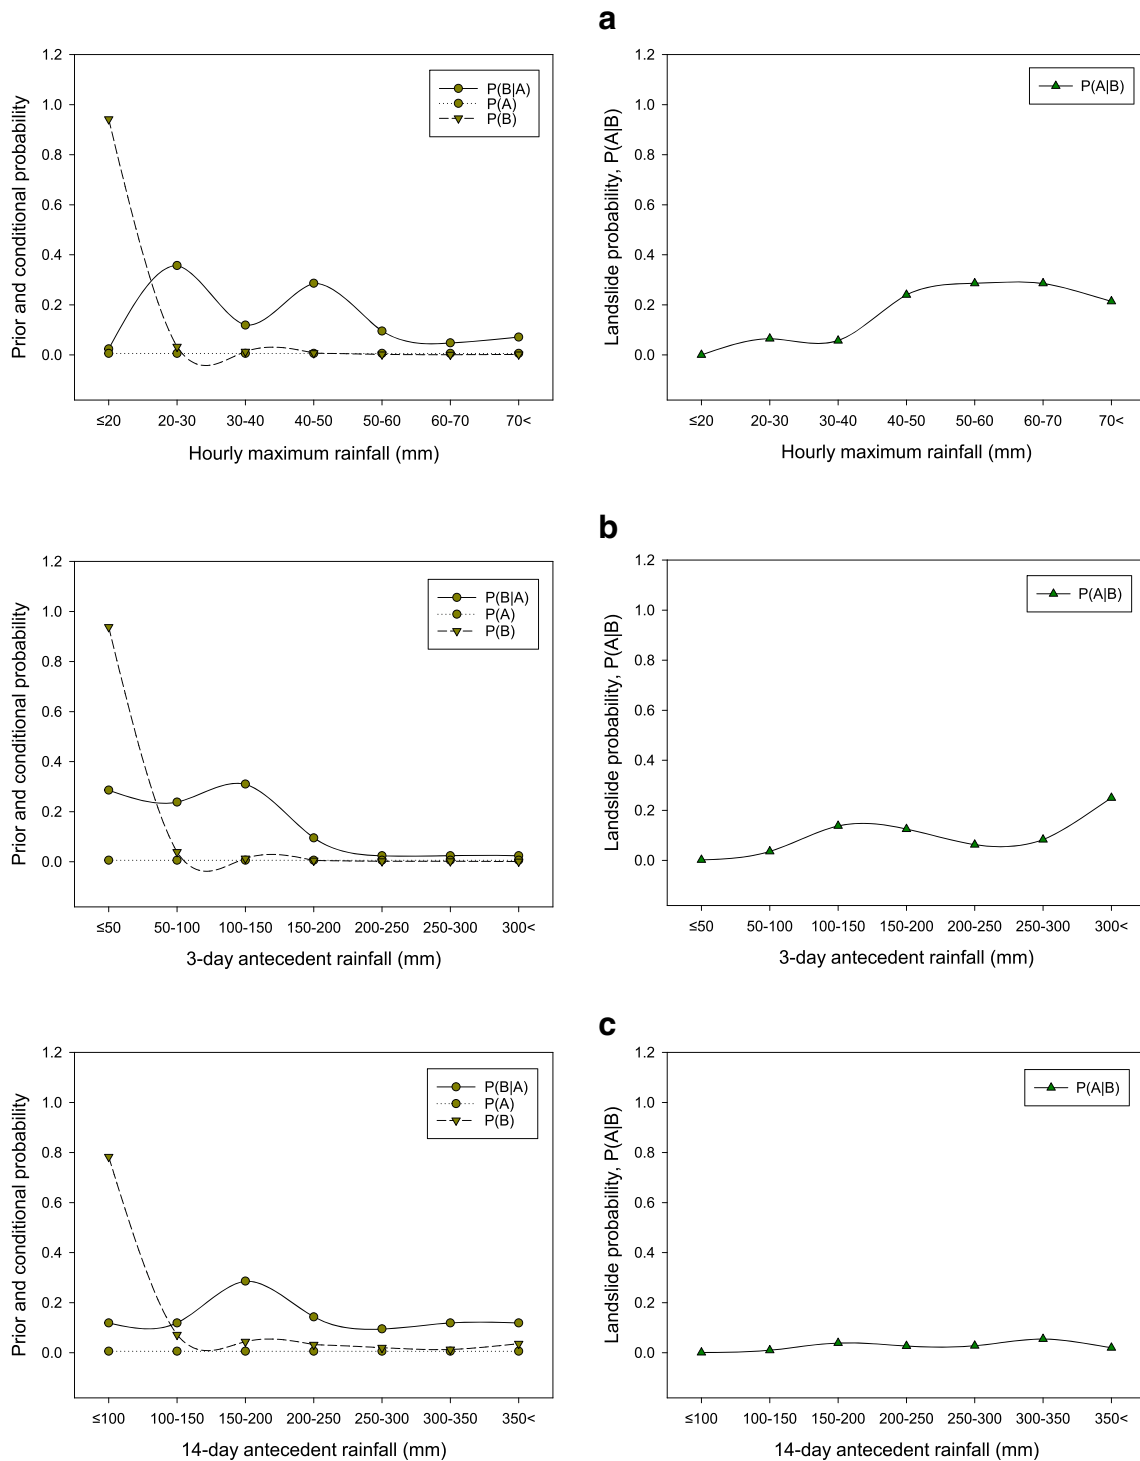 a
Prior and conditional probability
1.2
1.0
0.8
0.6
0.4
0.2
0.0
P(B|A)
P(A)
P(B)
≤20 20-30 30-40 40-50 50-60 60-70 70<
Hourly maximum rainfall (mm)
Landslide probability, P(A|B)
1.2
1.0
0.8
0.6
0.4
0.2
0.0
P(A|B)
≤20 20-30 30-40 40-50 50-60 60-70 70<
Hourly maximum rainfall (mm)
b
Prior and conditional probability
1.2
1.0
0.8
0.6
0.4
0.2
0.0
P(B|A)
P(A)
P(B)
≤50 50-100 100-150 150-200 200-250 250-300 300<
3-day antecedent rainfall (mm)
Landslide probability, P(A|B)
1.2
1.0
0.8
0.6
0.4
0.2
0.0
P(A|B)
≤50 50-100 100-150 150-200 200-250 250-300 300<
3-day antecedent rainfall (mm)
c
Prior and conditional probability
1.2
1.0
0.8
0.6
0.4
0.2
0.0
P(B|A)
P(A)
P(B)
≤100 100-150 150-200 200-250 250-300 300-350 350<
14-day antecedent rainfall (mm)
Landslide probability, P(A|B)
1.2
1.0
0.8
0.6
0.4
0.2
0.0
P(A|B)
≤100 100-150 150-200 200-250 250-300 300-350 350<
14-day antecedent rainfall (mm)